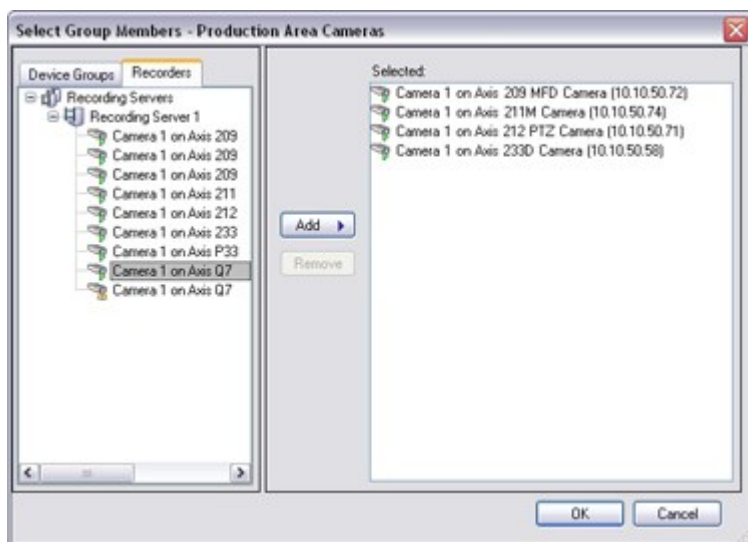 Select Group Members - Production Area Cameras
Device Groups
Recorders
Recording Servers
Recording Server 1
Camera 1 on Axis 209
Camera 1 on Axis 209
Camera 1 on Axis 209
Camera 1 on Axis 211
Camera 1 on Axis 212
Camera 1 on Axis 233
Camera 1 on Axis P33
Camera 1 on Axis Q7
Camera 1 on Axis Q7
Add
Remove
Selected:
Camera 1 on Axis 209 MFD Camera (10.10.50.72)
Camera 1 on Axis 211M Camera (10.10.50.74)
Camera 1 on Axis 212 PTZ Camera (10.10.50.71)
Camera 1 on Axis 233D Camera (10.10.50.58)
OK
Cancel